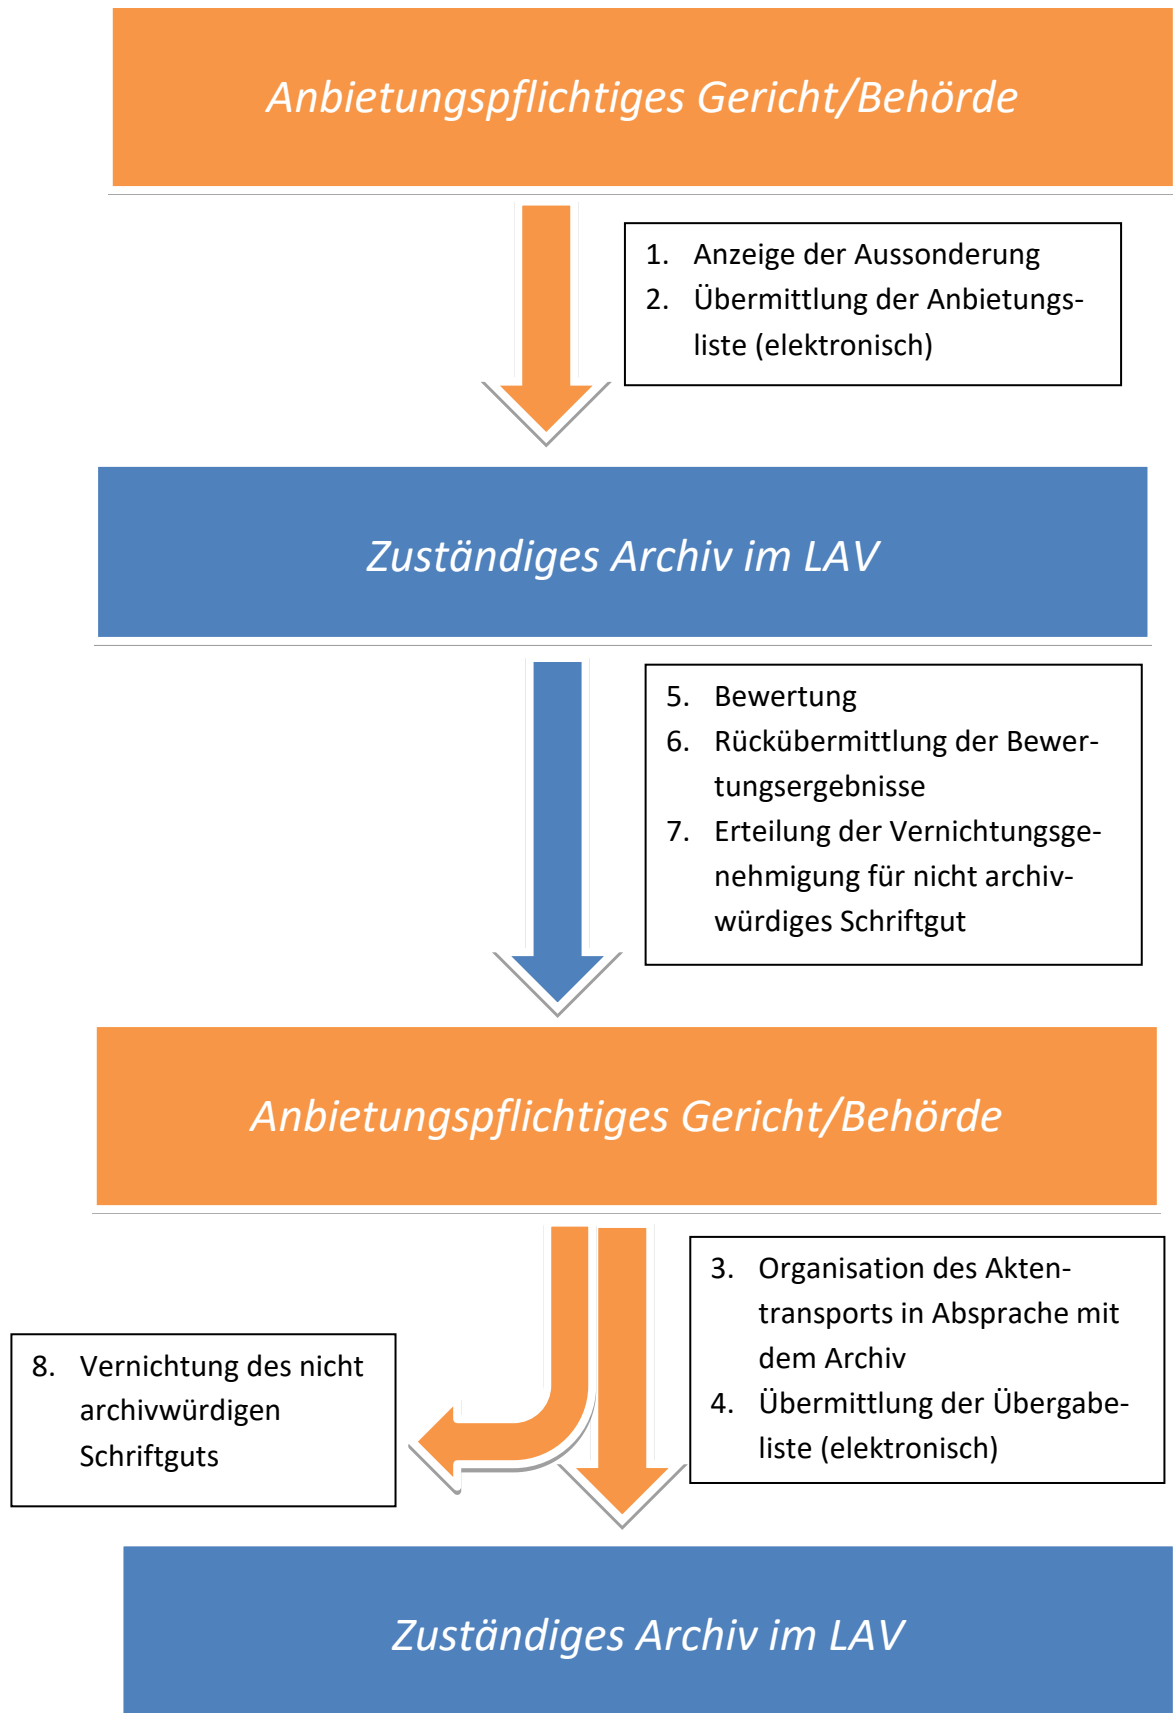 Anbietungspflichtiges Gericht/Behörde
1. Anzeige der Aussonderung
2. Übermittlung der Anbietungs-
liste (elektronisch)
Zuständiges Archiv im LAV
5. Bewertung
6. Rückübermittlung der Bewer-
tungsergebnisse
7. Erteilung der Vernichtungsge-
nehmigung für nicht archiv-
würdiges Schriftgut
Anbietungspflichtiges Gericht/Behörde
3. Organisation des Akten-
transports in Absprache mit
dem Archiv
4. Übermittlung der Übergabe-
liste (elektronisch)
8. Vernichtung des nicht
archivwürdigen
Schriftguts
Zuständiges Archiv im LAV